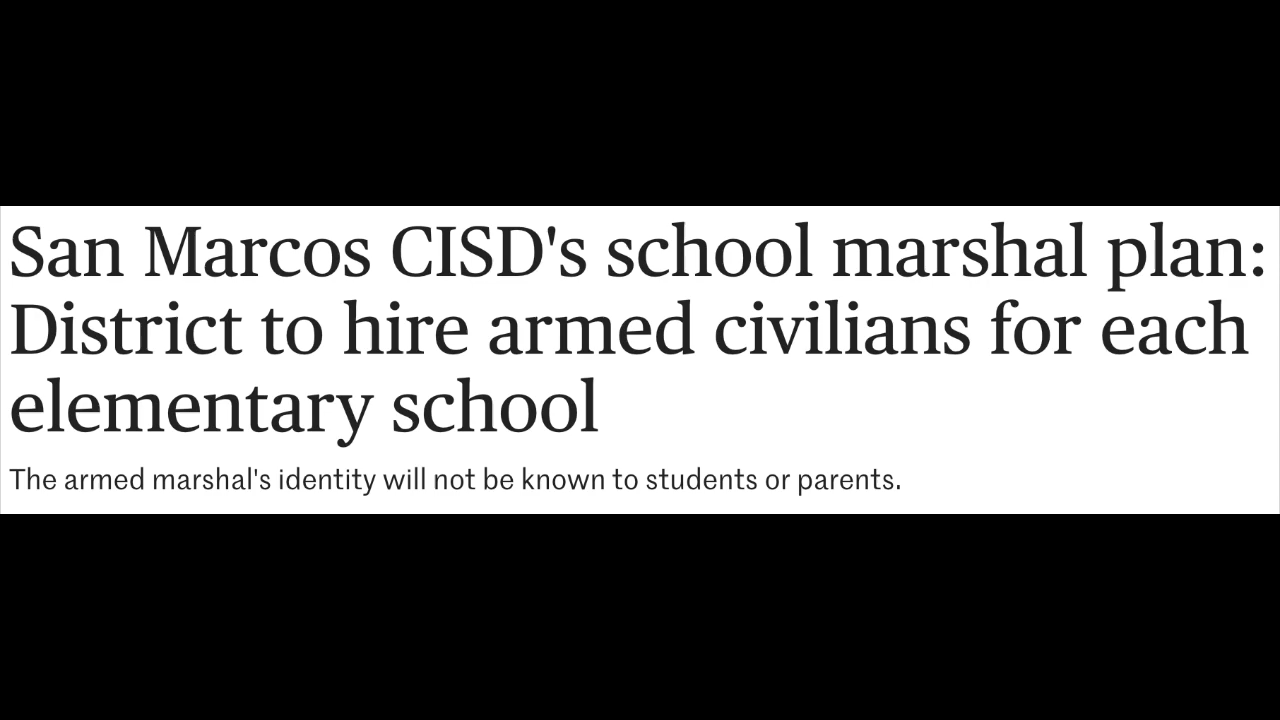 San Marcos CISD's school marshal plan:
District to hire armed civilians for each
elementary school
The armed marshal's identity will not be known to students or parents.